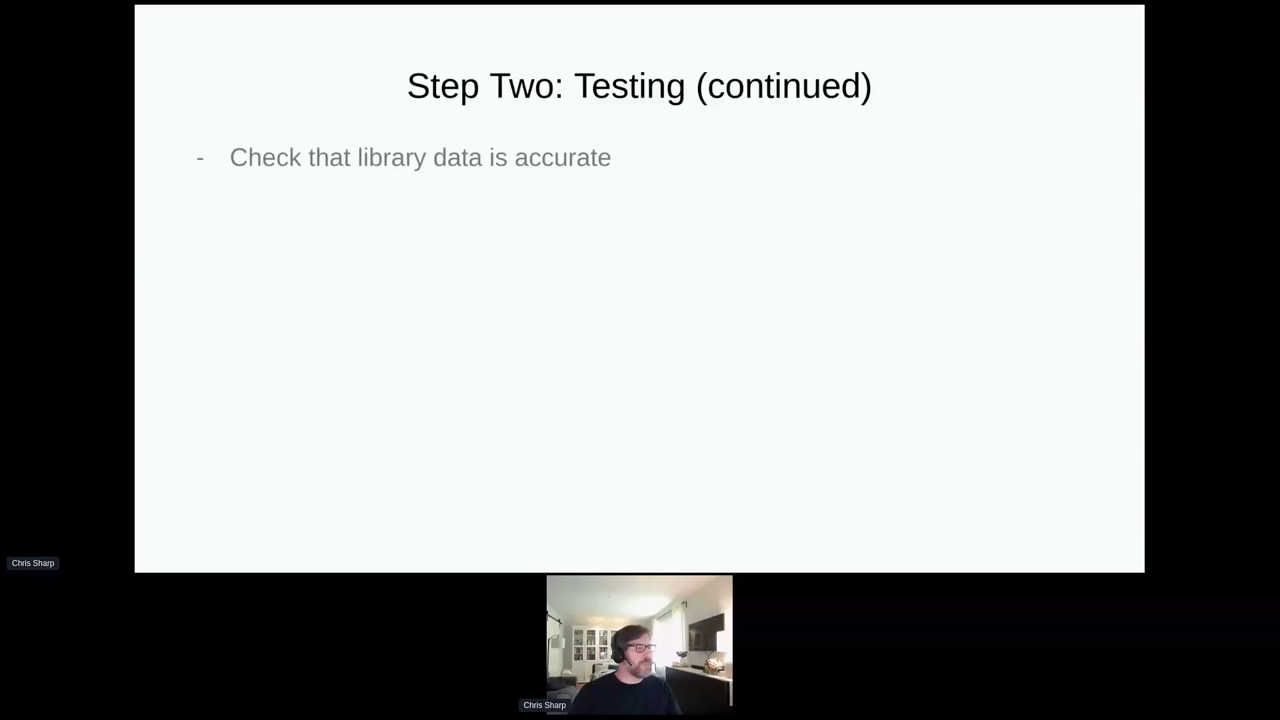 Step Two: Testing (continued)
- Check that library data is accurate
Chris Sharp
Chris Sharp